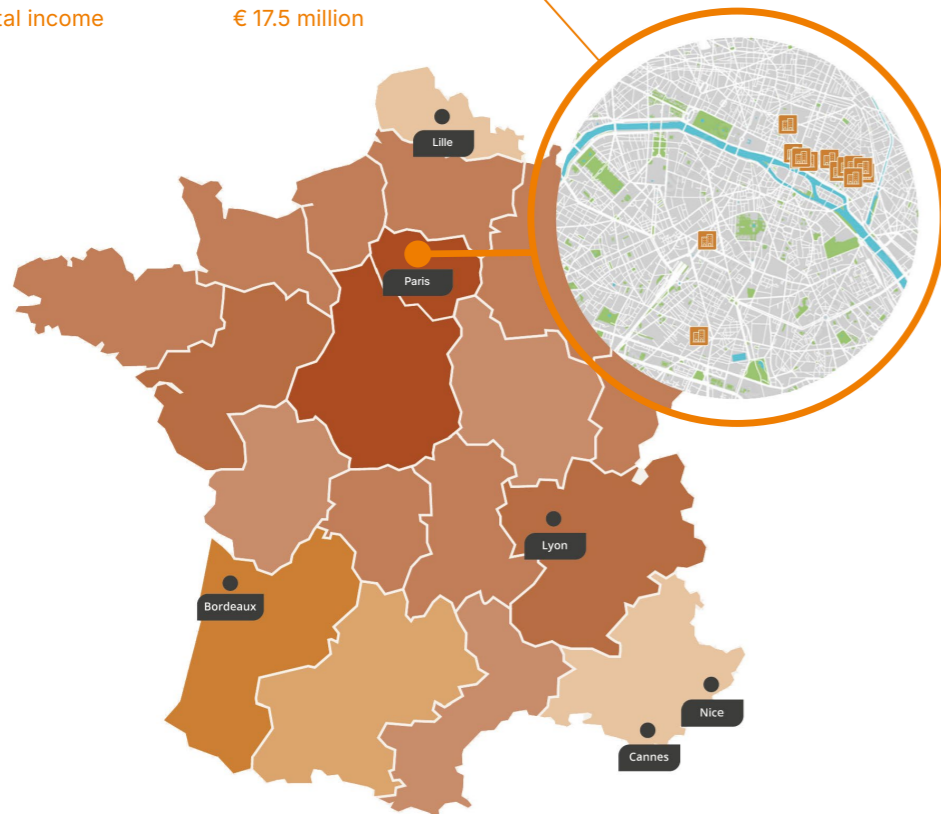 tal income € 17.5 million
Lille
Paris
Lyon
Bordeaux
Nice
Cannes